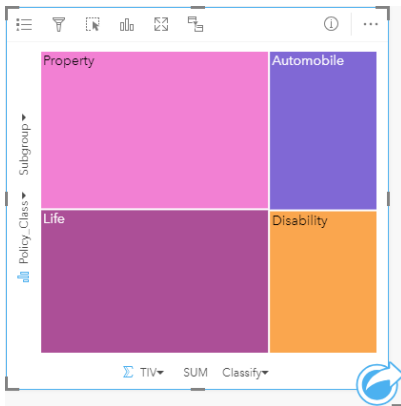 Property
Automobile
Subgroup
Policy_Class
Life
Disability
Σ TIV SUM Classify